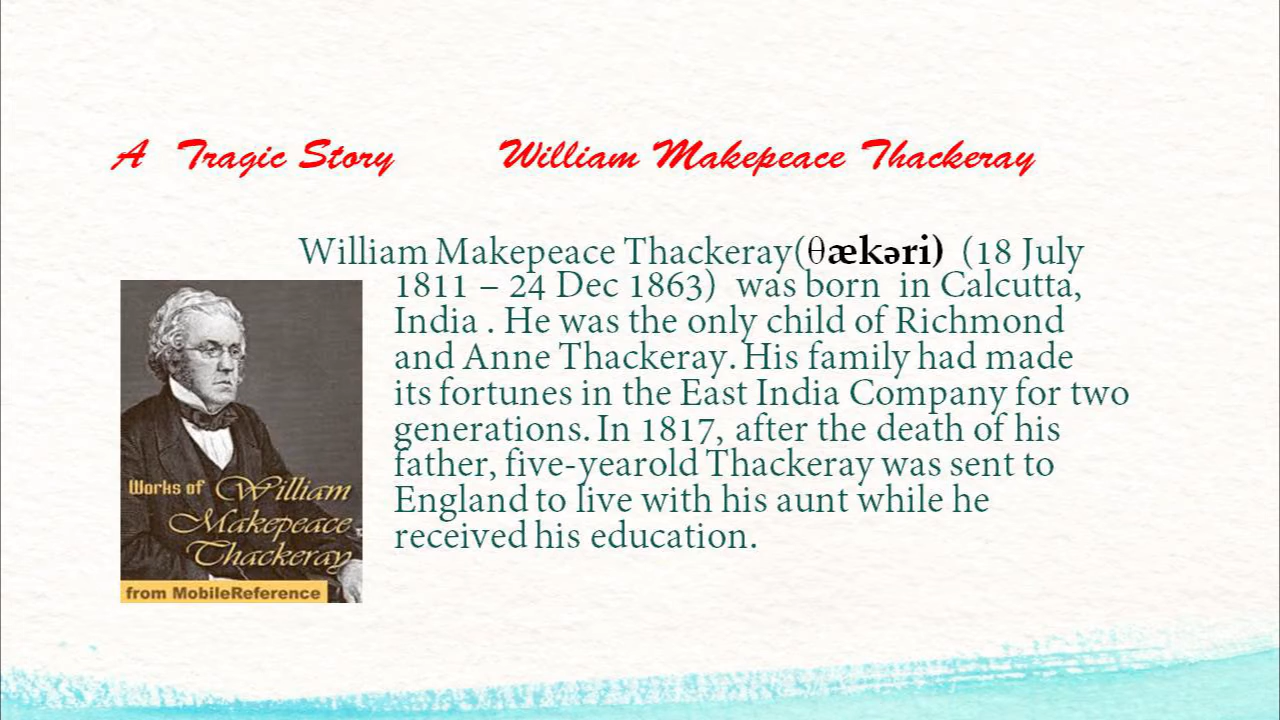 A Tragic Story William Makepeace Thackeray
William Makepeace Thackeray(θækəri) (18 July
1811 – 24 Dec 1863) was born in Calcutta,
India . He was the only child of Richmond
and Anne Thackeray. His family had made
its fortunes in the East India Company for two
generations. In 1817, after the death of his
father, five-yearold Thackeray was sent to
England to live with his aunt while he
received his education.
Works of William
Makepeace
Thackeray
from MobileReference